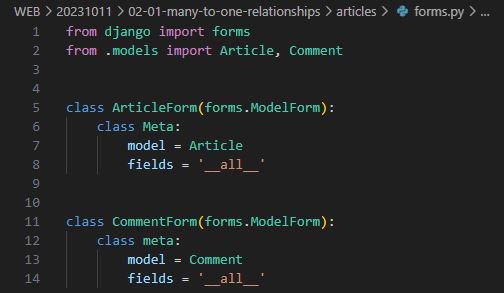 WEB > 20231011 > 02-01-many-to-one-relationships > articles > forms.py > ...
1 from django import forms
2 from .models import Article, Comment
3
4
5 class ArticleForm(forms.ModelForm):
6     class Meta:
7         model = Article
8         fields = '__all__'
9
10
11 class CommentForm(forms.ModelForm):
12     class meta:
13         model = Comment
14         fields = '__all__'